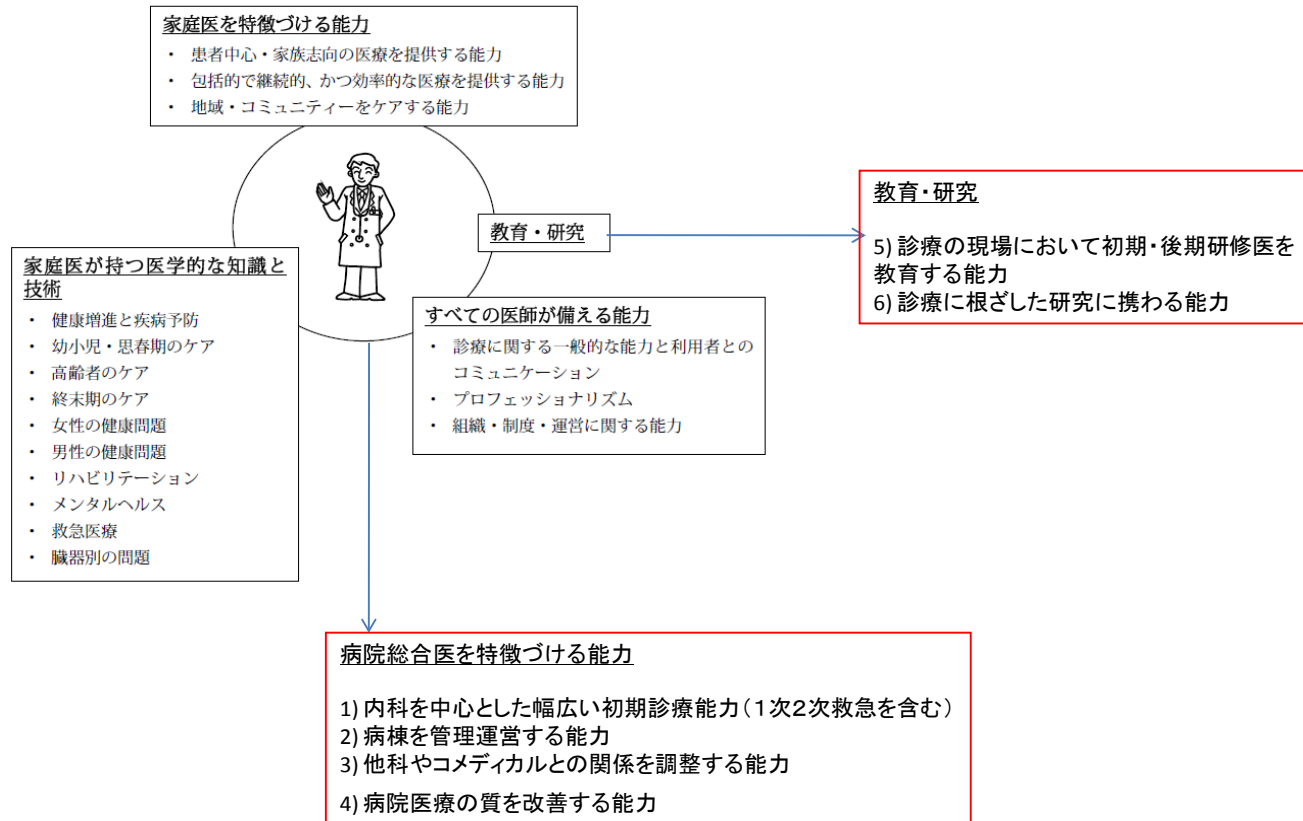 家庭医を特徴づける能力
・ 患者中心・家族志向の医療を提供する能力
・ 包括的で継続的、かつ効率的な医療を提供する能力
・ 地域・コミュニティーをケアする能力
教育・研究
家庭医が持つ医学的な知識と
技術
・ 健康増進と疾病予防
・ 幼小児・思春期のケア
・ 高齢者のケア
・ 終末期のケア
・ 女性の健康問題
・ 男性の健康問題
・ リハビリテーション
・ メンタルヘルス
・ 救急医療
・ 臓器別の問題
すべての医師が備える能力
・ 診療に関する一般的な能力と利用者との
コミュニケーション
・ プロフェッショナリズム
・ 組織・制度・運営に関する能力
教育・研究
5) 診療の現場において初期・後期研修医を
教育する能力
6) 診療に根ざした研究に携わる能力
病院総合医を特徴づける能力
1) 内科を中心とした幅広い初期診療能力(1次2次救急を含む)
2) 病棟を管理運営する能力
3) 他科やコメディカルとの関係を調整する能力
4) 病院医療の質を改善する能力